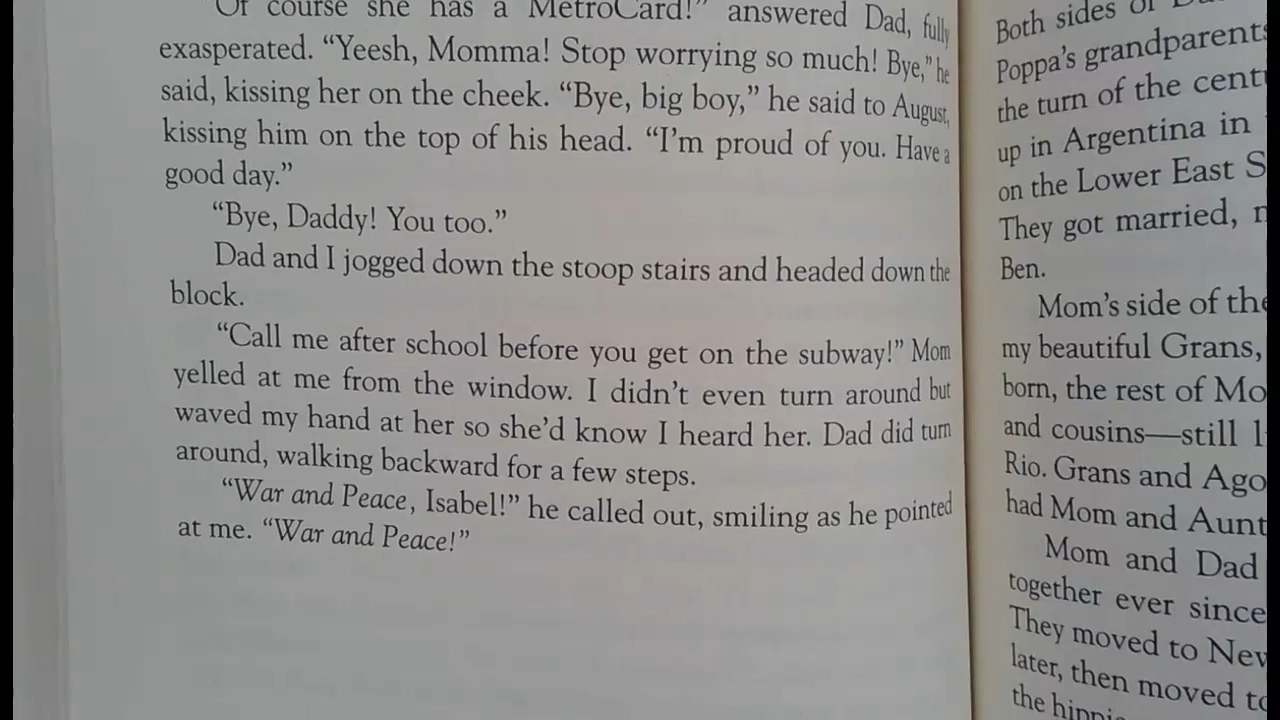 Of course she has a MetroCard!" answered Dad, fully
exasperated. “Yeesh, Momma! Stop worrying so much! Bye,” he
said, kissing her on the cheek. “Bye, big boy,” he said to August,
kissing him on the top of his head. “I’m proud of you. Have a
good day.”
“Bye, Daddy! You too.”
Dad and I jogged down the stoop stairs and headed down the
block.
“Call me after school before you get on the subway!” Mom
yelled at me from the window. I didn’t even turn around but
waved my hand at her so she’d know I heard her. Dad did turn
around, walking backward for a few steps.
“War and Peace, Isabel!” he called out, smiling as he pointed
at me. “War and Peace!”
Both sides of
Poppa’s grandparents
the turn of the
up in Argentina in
on the Lower East
They got married,
Ben.
Mom’s side of the
my beautiful Grans,
born, the rest of
and cousins—still
Rio. Grans and
had Mom and
Mom and Dad
together ever since
They moved to
later, then moved
the